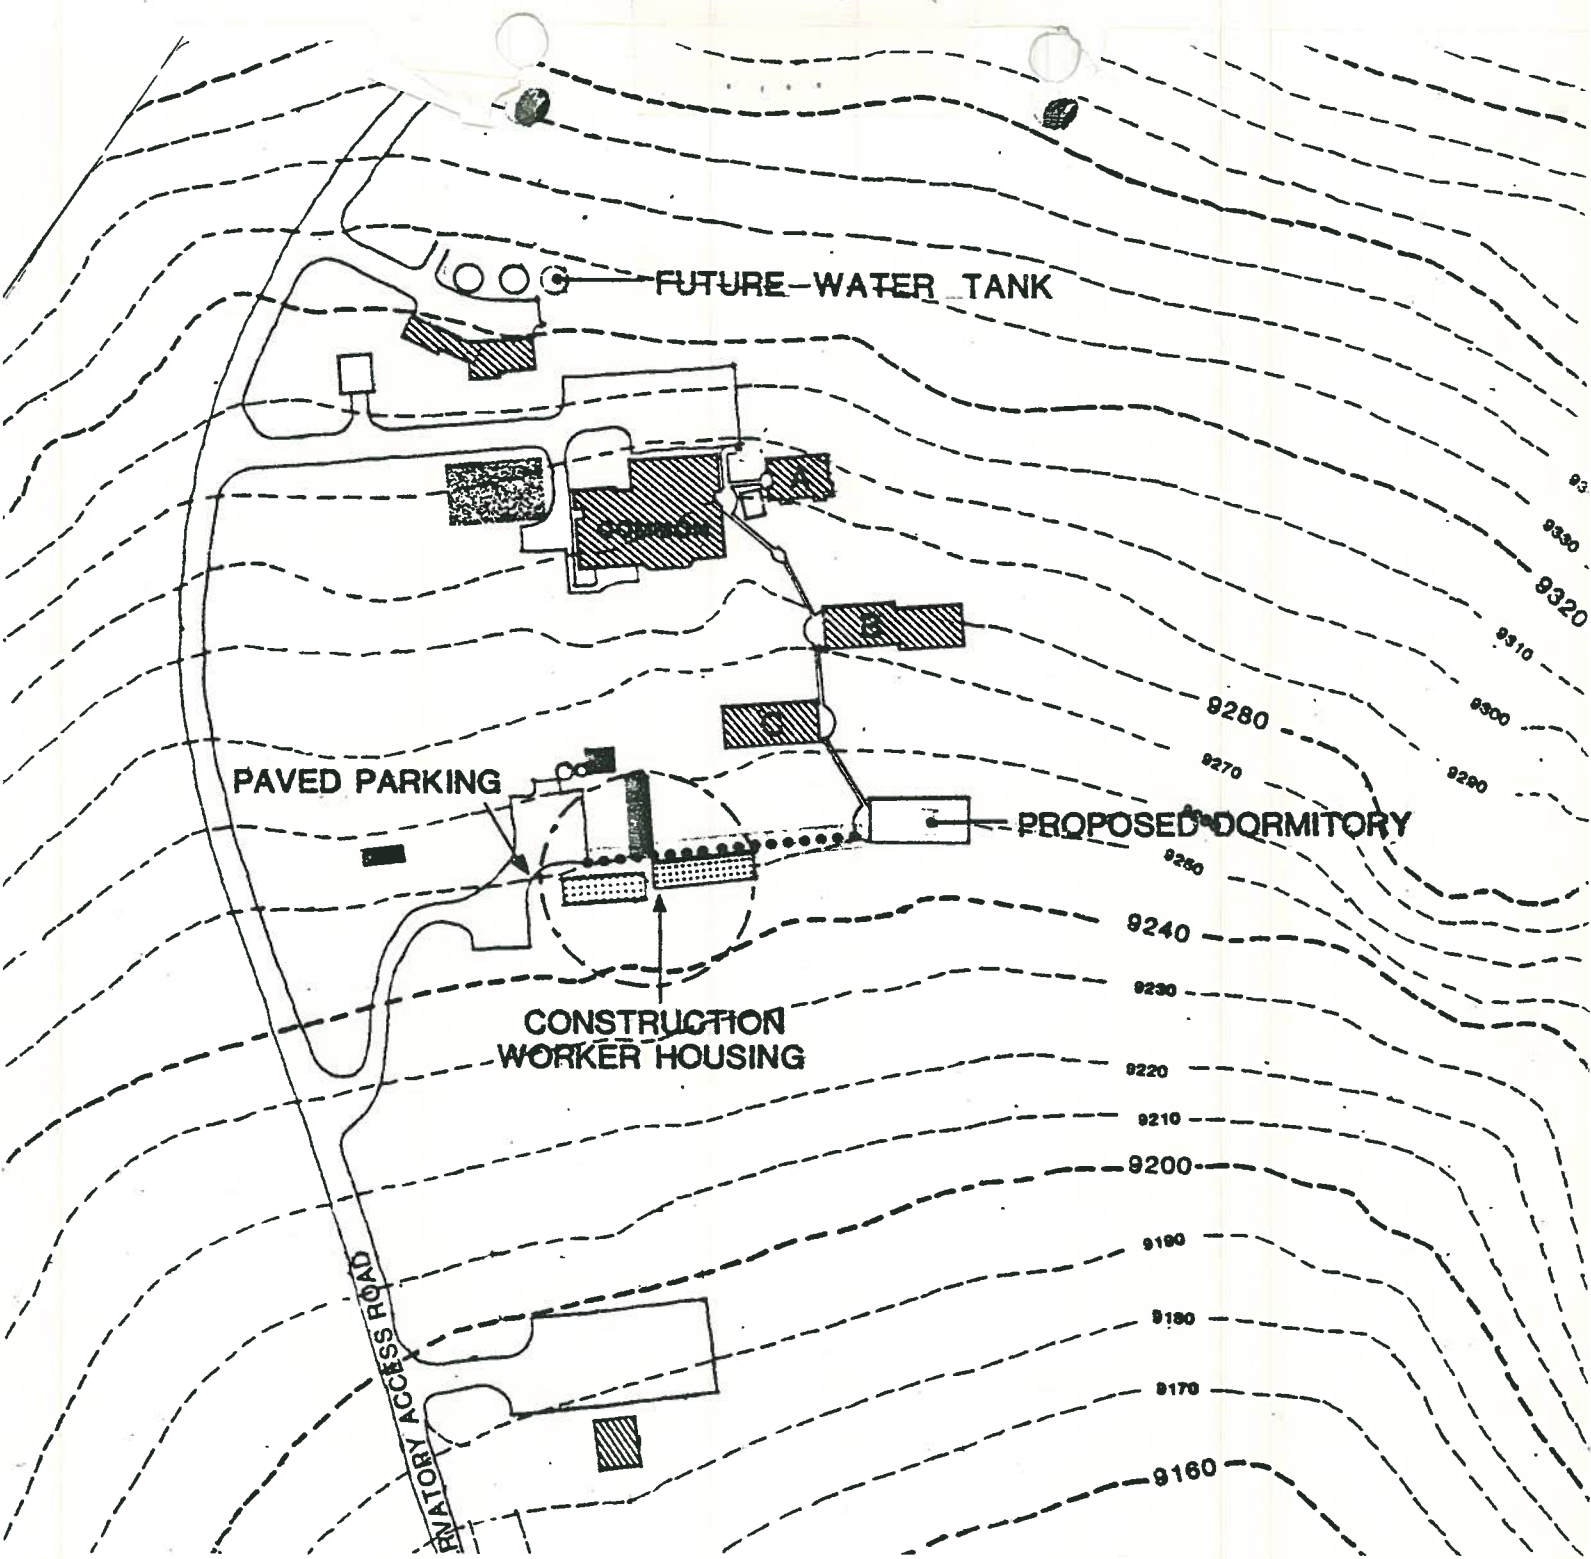 FUTURE WATER TANK
A
COMMON
9330
9320
B
9310
9300
C
9280
9270
9290
PAVED PARKING
PROPOSED DORMITORY
9250
9240
9230
CONSTRUCTION
WORKER HOUSING
9220
9210
9200
9190
9180
9170
9160
RVATORY ACCESS ROAD